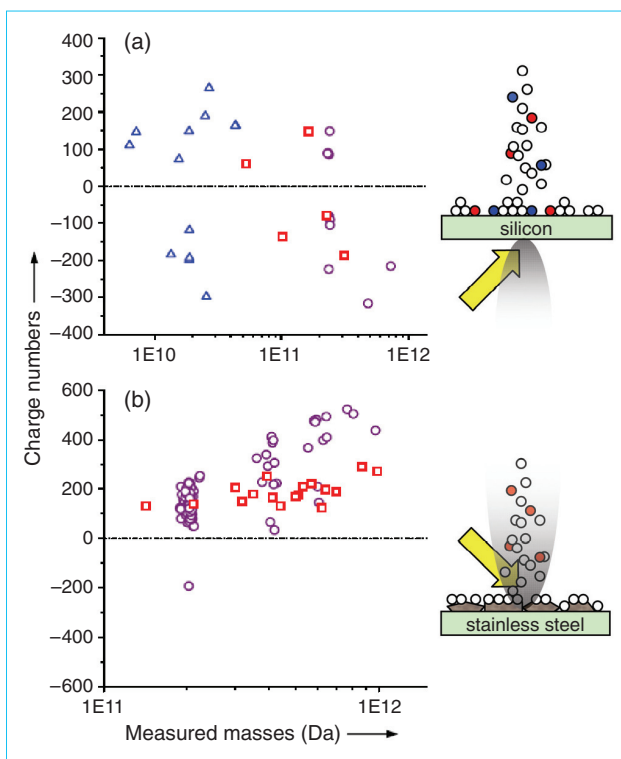 (a)
400
300
200
100
0
−100
−200
−300
−400
1E10 1E11 1E12
silicon
Charge numbers
(b)
600
400
200
0
−200
−400
−600
1E11 1E12
stainless steel
Measured masses (Da)